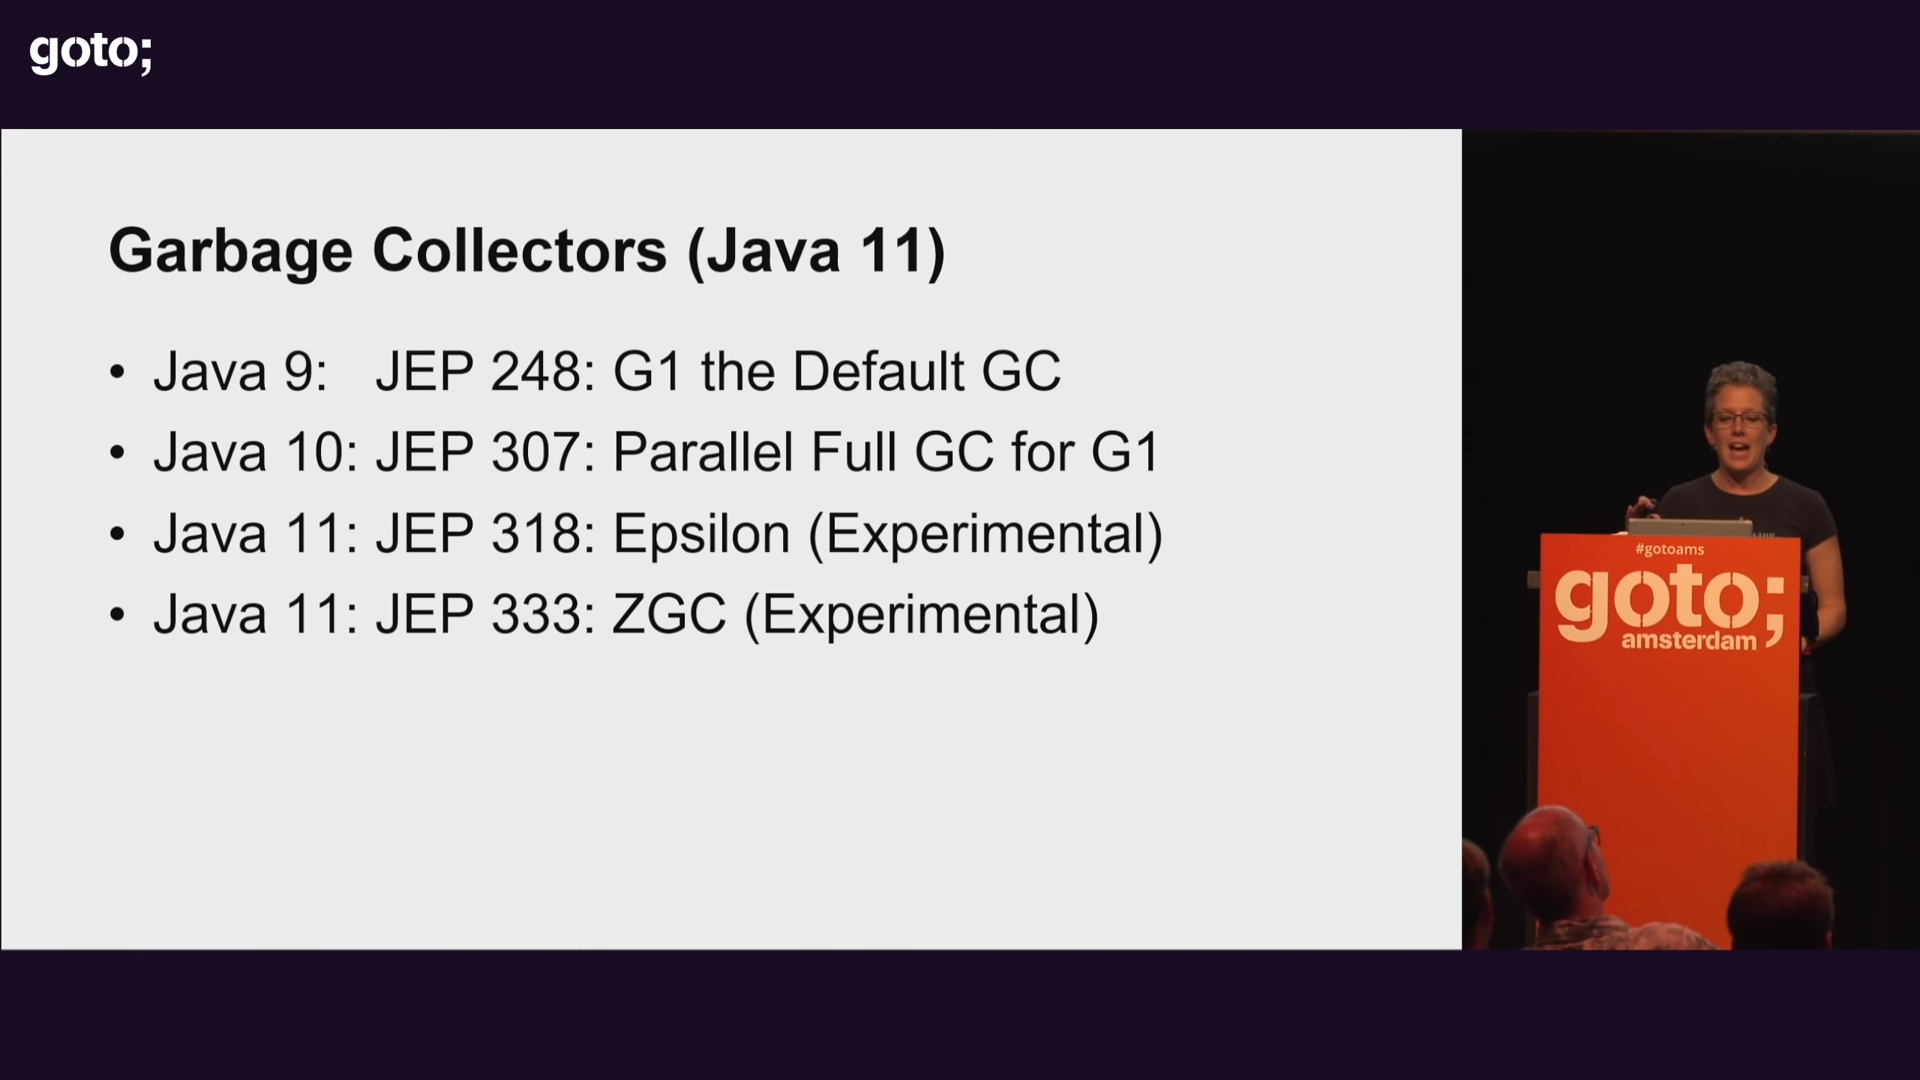 goto;
Garbage Collectors (Java 11)
• Java 9: JEP 248: G1 the Default GC
• Java 10: JEP 307: Parallel Full GC for G1
• Java 11: JEP 318: Epsilon (Experimental)
• Java 11: JEP 333: ZGC (Experimental)
#gotoams
goto;
amsterdam